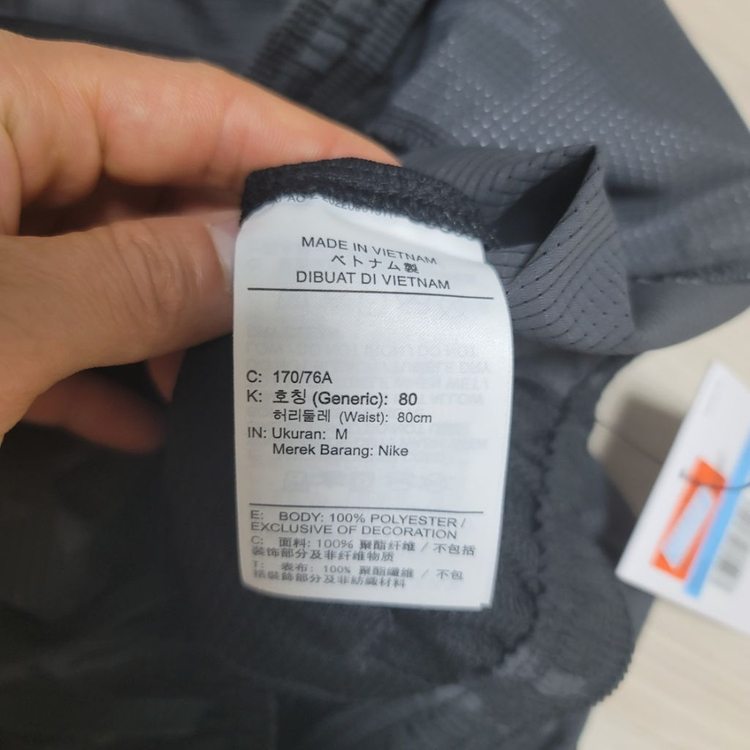 MADE IN VIETNAM
ベトナム製
DIBUAT DI VIETNAM
C: 170/76A
K: 호칭 (Generic): 80
허리둘레 (Waist): 80cm
IN: Ukuran: M
Merek Barang: Nike
E: BODY: 100% POLYESTER /
EXCLUSIVE OF DECORATION
C: 面料: 100% 聚酯纤维 / 不包括
装饰部分及非纤维物质
T: 表布: 100% 聚酯纖維 / 不包
括裝飾部分及非紡織材料